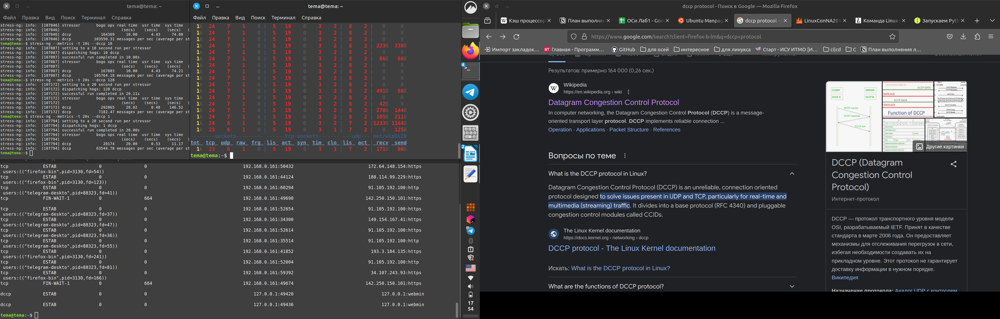 tema@tema: ~
Файл Правка Вид Поиск Терминал Справка
stress-ng: info: [107046] stressor bogo ops real time usr time sys time
stress-ng: info: [107046] (secs) (secs) (secs) (
stress-ng: info: [107046] dccp 164369 10.00 4.43 74.08
stress-ng: info: [107046] dccp 103550.31 messages per sec (average per st
tema@tema:~$ stress-ng --metrics -t 10s --dccp 10
stress-ng: info: [107087] setting to a 10 second run per stressor
stress-ng: info: [107087] dispatching hogs: 10 dccp
stress-ng: info: [107087] successful run completed in 10.00s
stress-ng: info: [107087] stressor bogo ops real time usr time sys time
stress-ng: info: [107087] (secs) (secs) (secs) (
stress-ng: info: [107087] dccp 167883 10.00 4.43 74.21
stress-ng: info: [107087] dccp 105764.18 messages per sec (average per st
tema@tema:~$ stress-ng --metrics -t 20s --dccp 128
stress-ng: info: [107172] setting to a 20 second run per stressor
stress-ng: info: [107172] dispatching hogs: 128 dccp
stress-ng: info: [107172] successful run completed in 20.11s
stress-ng: info: [107172] stressor bogo ops real time usr time sys time
stress-ng: info: [107172] (secs) (secs) (secs) (
stress-ng: info: [107172] dccp 292065 20.02 8.48 146.52
stress-ng: info: [107172] dccp 7182.47 messages per sec (average per st
tema@tema:~$ stress-ng --metrics -t 20s --dccp 1
stress-ng: info: [107794] setting to a 20 second run per stressor
stress-ng: info: [107794] dispatching hogs: 1 dccp
stress-ng: info: [107794] successful run completed in 20.00s
stress-ng: info: [107794] stressor bogo ops real time usr time sys time
stress-ng: info: [107794] (secs) (secs) (secs) (
stress-ng: info: [107794] dccp 20174 20.00 0.53 11.17
stress-ng: info: [107794] dccp 63544.78 messages per sec (average per st
tema@tema:~$
tema@tema: ~
Файл Правка Вид Поиск Терминал Справка
1k 24 7 1 0 | 5 19 0 3 2 | 8 2 | 0 0
1k 24 7 1 0 | 5 19 0 3 2 | 8 2 | 0 0
1k 24 7 1 0 | 5 19 0 3 2 | 8 2 | 0 0
1k 24 7 1 0 | 5 19 0 3 2 | 8 2 | 223B 338B
1k 24 7 1 0 | 5 19 0 3 2 | 8 2 | 0 0
1k 24 7 1 0 | 5 19 0 3 2 | 8 2 | 66B 86B
1k 24 7 1 0 | 5 19 0 3 2 | 8 2 | 0 0
1k 24 7 1 0 | 5 19 0 3 2 | 8 2 | 0 0
1k 24 7 1 0 | 5 19 0 3 2 | 8 2 | 0 0
1k 24 7 1 0 | 5 19 0 3 2 | 8 2 | 0 0
1k 24 7 1 0 | 5 19 0 3 2 | 8 2 | 491B 86B
1k 24 7 1 0 | 5 19 0 3 2 | 8 2 | 0 0
1k 24 7 1 0 | 5 19 0 3 2 | 8 2 | 42B 0
1k 24 7 1 0 | 5 19 0 3 2 | 8 2 | 270B 144B
1k 24 7 1 0 | 5 19 0 3 2 | 8 2 | 105B 211B
1k 24 6 1 0 | 5 19 0 3 2 | 7 2 |1233B 1164B
1k 23 6 1 0 | 5 19 0 3 1 | 7 2 | 0 125B
--------sockets--------- ------tcp-sockets------- ---udp--- net/wlp0s20
tot tcp udp raw frg|lis act syn tim clo|lis act| recv send
1k 23 6 1 0 | 5 19 0 3 1 | 7 2 | 171B 86B
tema@tema:~$
tcp ESTAB 0 0 192.168.0.161:50432 172.64.148.154:https
users:(("firefox-bin",pid=3130,fd=54))
tcp ESTAB 0 0 192.168.0.161:44124 188.114.99.229:https
users:(("firefox-bin",pid=3130,fd=123))
tcp ESTAB 0 0 192.168.0.161:60294 91.105.192.100:http
users:(("telegram-deskto",pid=88323,fd=41))
tcp FIN-WAIT-1 0 664 192.168.0.161:49690 142.250.150.101:https
tcp ESTAB 0 0 192.168.0.161:52654 91.105.192.100:https
users:(("telegram-deskto",pid=88323,fd=37))
tcp ESTAB 0 0 192.168.0.161:34300 149.154.167.41:https
users:(("telegram-deskto",pid=88323,fd=47))
tcp ESTAB 0 0 192.168.0.161:52614 91.105.192.100:https
users:(("telegram-deskto",pid=88323,fd=36))
tcp ESTAB 0 0 192.168.0.161:35514 91.105.192.100:http
users:(("telegram-deskto",pid=88323,fd=55))
tcp ESTAB 0 0 192.168.0.161:41852 193.3.184.135:https
users:(("firefox-bin",pid=3130,fd=241))
tcp ESTAB 0 0 192.168.0.161:52004 91.105.192.100:http
users:(("telegram-deskto",pid=88323,fd=81))
tcp ESTAB 0 0 192.168.0.161:59392 34.107.243.93:https
users:(("firefox-bin",pid=3130,fd=166))
tcp FIN-WAIT-1 0 664 192.168.0.161:49674 142.250.150.101:https
dccp ESTAB 0 0 127.0.0.1:49420 127.0.0.1:webmin
dccp ESTAB 0 0 127.0.0.1:49436 127.0.0.1:webmin
tema@tema:~$
4
2
17
54
dccp protocol - Поиск в Google — Mozilla Firefox
Кэш процессор
План выполнен
ОСи Лаб1 - Goo
Ubuntu Manpag
dccp protocol -
LinuxConNA201
Команда Linux
Запускаем Pyth
https://www.google.com/search?client=firefox-b-lm&q=dccp+protocol
Импорт закладок…
Главная - Программ…
GitHub
для осей
интересное
для линукса
Старт - ИСУ ИТМО [И…
ci|cd
C
План выполнения л…
Результатов: примерно 164 000 (0,26 сек.)
Wikipedia
https://en.wikipedia.org › wiki
Datagram Congestion Control Protocol
In computer networking, the Datagram Congestion Control Protocol (DCCP) is a message-
oriented transport layer protocol. DCCP implements reliable connection ...
Operation · Applications · Packet Structure · References
Вопросы по теме
What is the DCCP protocol in Linux?
Datagram Congestion Control Protocol (DCCP) is an unreliable, connection oriented
protocol designed to solve issues present in UDP and TCP, particularly for real-time and
multimedia (streaming) traffic. It divides into a base protocol (RFC 4340) and pluggable
congestion control modules called CCIDs.
The Linux Kernel documentation
https://docs.kernel.org › networking › dccp
DCCP protocol - The Linux Kernel documentation
Искать: What is the DCCP protocol in Linux?
What are the functions of DCCP protocol?
CLIENT
SERVER
DCCP A
DCCP B
DCCP request
DCCP response
DCCP Ack
DCCP DATA
DATA ACK
DCCP DATA
DATA ACK
Function of DCCP
Другие картинки
DCCP (Datagram
Congestion Control
Protocol)
Интернет-протокол
DCCP — протокол транспортного уровня модели
OSI, разрабатываемый IETF. Принят в качестве
стандарта в марте 2006 года. Он предоставляет
механизмы для отслеживания перегрузок в сети,
избегая необходимости создавать их на
прикладном уровне. Этот протокол не гарантирует
доставку информации в нужном порядке.
Википедия
Назначение протокола: Аналог UDP с контролем